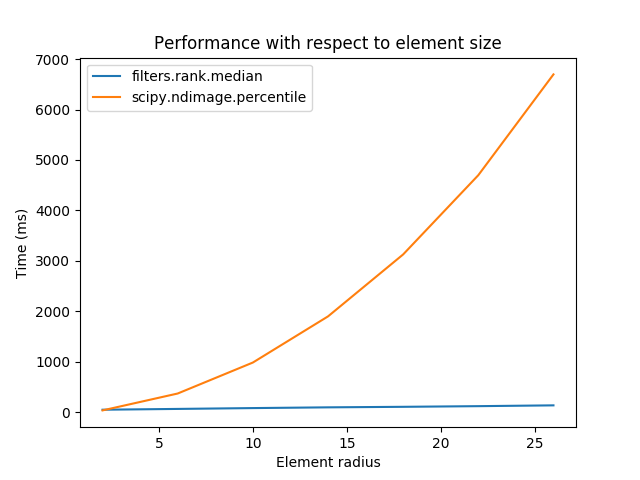 Performance with respect to element size
filters.rank.median
scipy.ndimage.percentile
Time (ms)
7000
6000
5000
4000
3000
2000
1000
0
5 10 15 20 25
Element radius